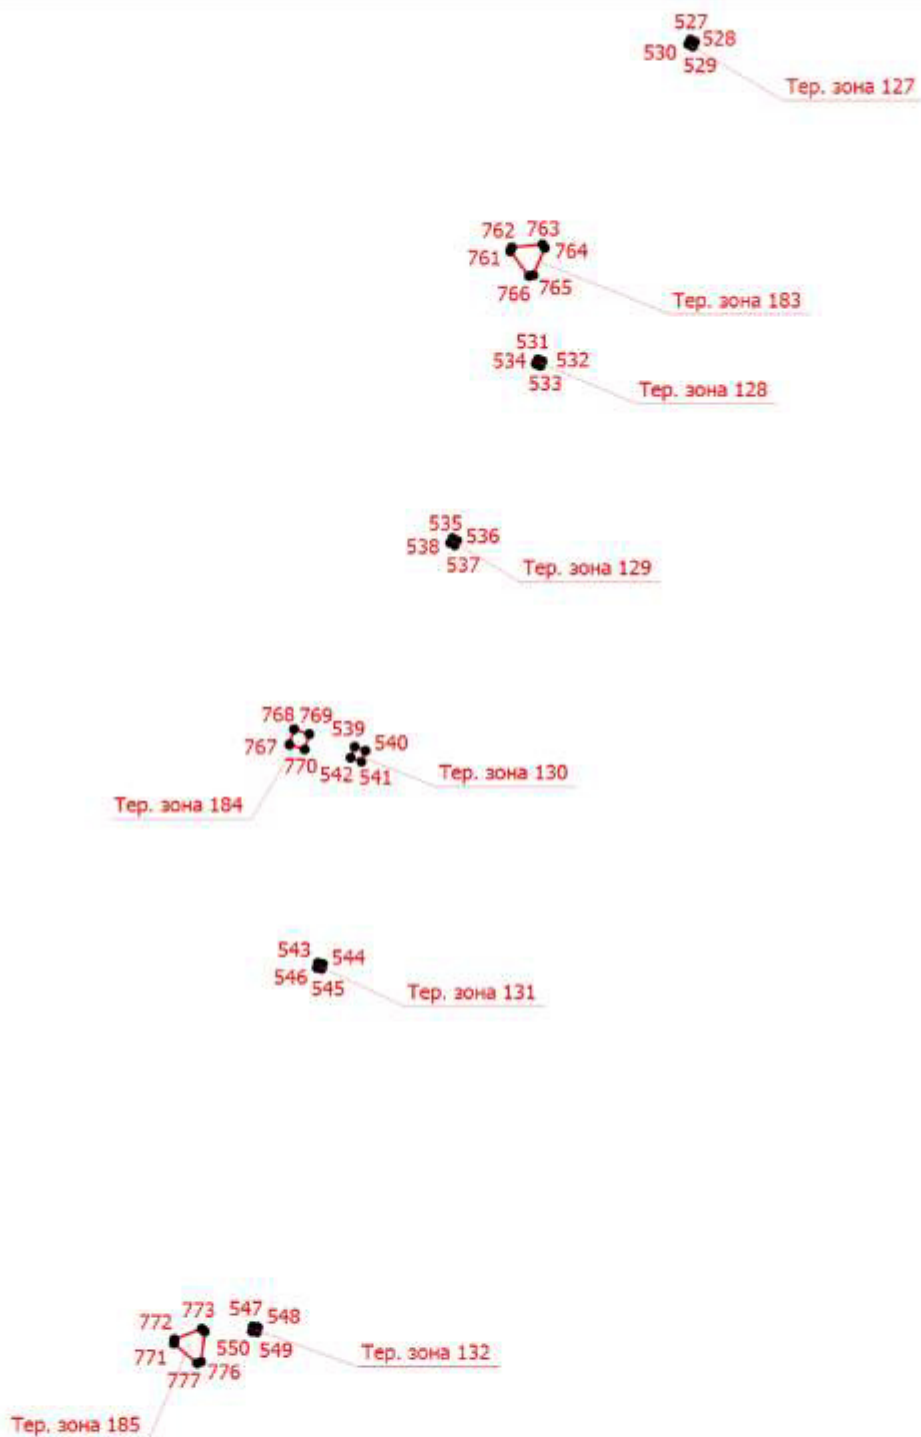 527
530 528
529
Тер. зона 127
762 763
761 764
766 765
Тер. зона 183
531
534 532
533
Тер. зона 128
535
538 536
537
Тер. зона 129
768 769 539
767 540
770 542 541
Тер. зона 130
Тер. зона 184
543 544
546 545
Тер. зона 131
772 773 547 548
771 550 549
777 776
Тер. зона 132
Тер. зона 185